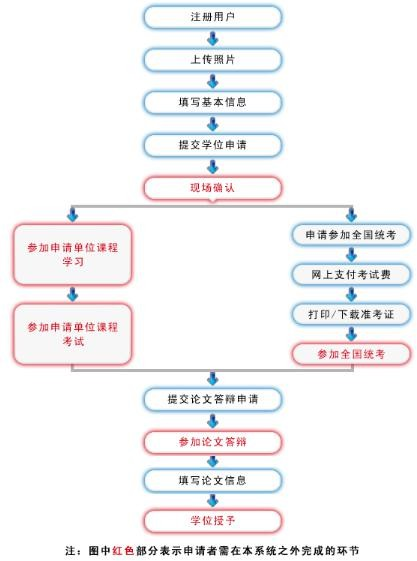 注册用户
上传照片
填写基本信息
提交学位申请
现场确认
参加申请单位课程
学习
参加申请单位课程
考试
申请参加全国统考
网上支付考试费
打印/下载准考证
参加全国统考
提交论文答辩申请
参加论文答辩
填写论文信息
学位授予
注：图中红色部分表示申请者需在本系统之外完成的环节